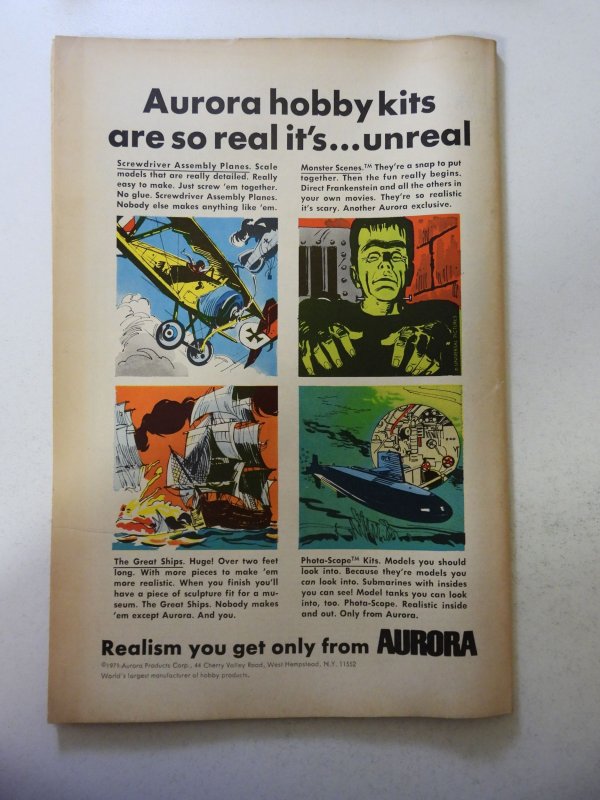 Aurora hobby kits
are so real it's...unreal
Screwdriver Assembly Planes. Scale
models that are really detailed. Really
easy to make. Just screw 'em together.
No glue. Screwdriver Assembly Planes.
Nobody else makes anything like 'em.
Monster Scenes.™ They're a snap to put
together. Then the fun really begins.
Direct Frankenstein and all the others in
your own movies. They're so realistic
it's scary. Another Aurora exclusive.
The Great Ships. Huge! Over two feet
long. With more pieces to make 'em
more realistic. When you finish you'll
have a piece of sculpture fit for a mu-
seum. The Great Ships. Nobody makes
'em except Aurora. And you.
Phota-Scope™ Kits. Models you should
look into. Because they're models you
can look into. Submarines with insides
you can see! Model tanks you can look
into, too. Phota-Scope. Realistic inside
and out. Only from Aurora.
Realism you get only from AURORA
©1971 Aurora Products Corp., 44 Cherry Valley Road, West Hempstead, N.Y. 11552
World's largest manufacturer of hobby products.